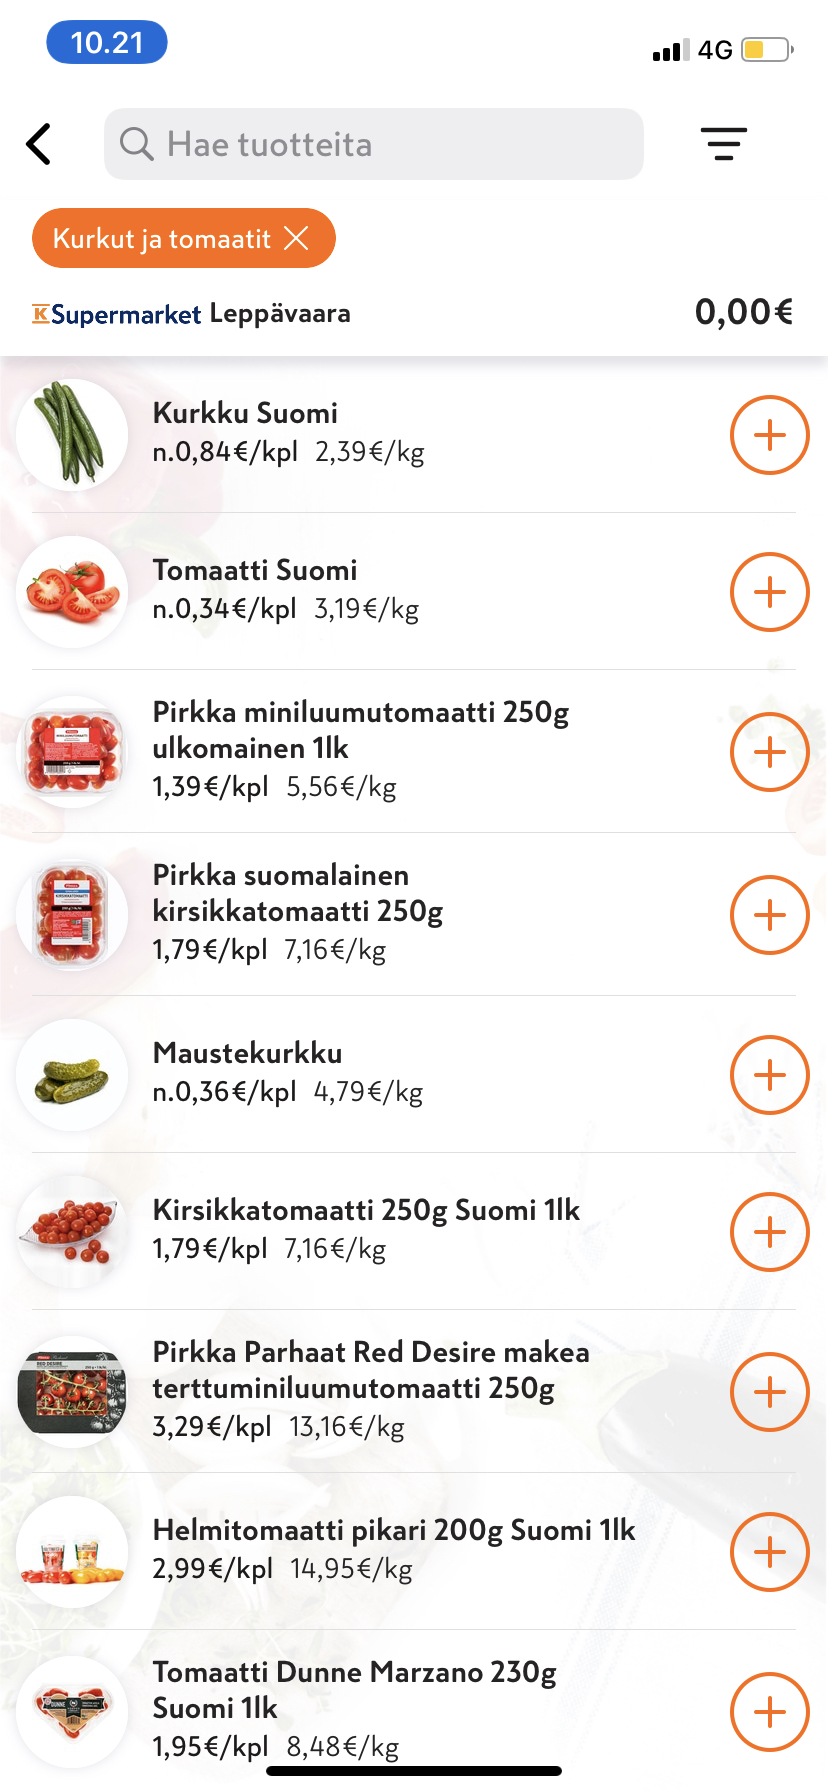 10.21
4G
Hae tuotteita
Kurkut ja tomaatit
K Supermarket Leppävaara 0,00€
Kurkku Suomi
n.0,84€/kpl 2,39€/kg
Tomaatti Suomi
n.0,34€/kpl 3,19€/kg
Pirkka miniluumutomaatti 250g
ulkomainen 1lk
1,39€/kpl 5,56€/kg
Pirkka suomalainen
kirsikkatomaatti 250g
1,79€/kpl 7,16€/kg
Maustekurkku
n.0,36€/kpl 4,79€/kg
Kirsikkatomaatti 250g Suomi 1lk
1,79€/kpl 7,16€/kg
RED DESIRE
Pirkka Parhaat Red Desire makea
terttuminiluumutomaatti 250g
3,29€/kpl 13,16€/kg
Helmitomaatti pikari 200g Suomi 1lk
2,99€/kpl 14,95€/kg
DUNNE
Tomaatti Dunne Marzano 230g
Suomi 1lk
1,95€/kpl 8,48€/kg